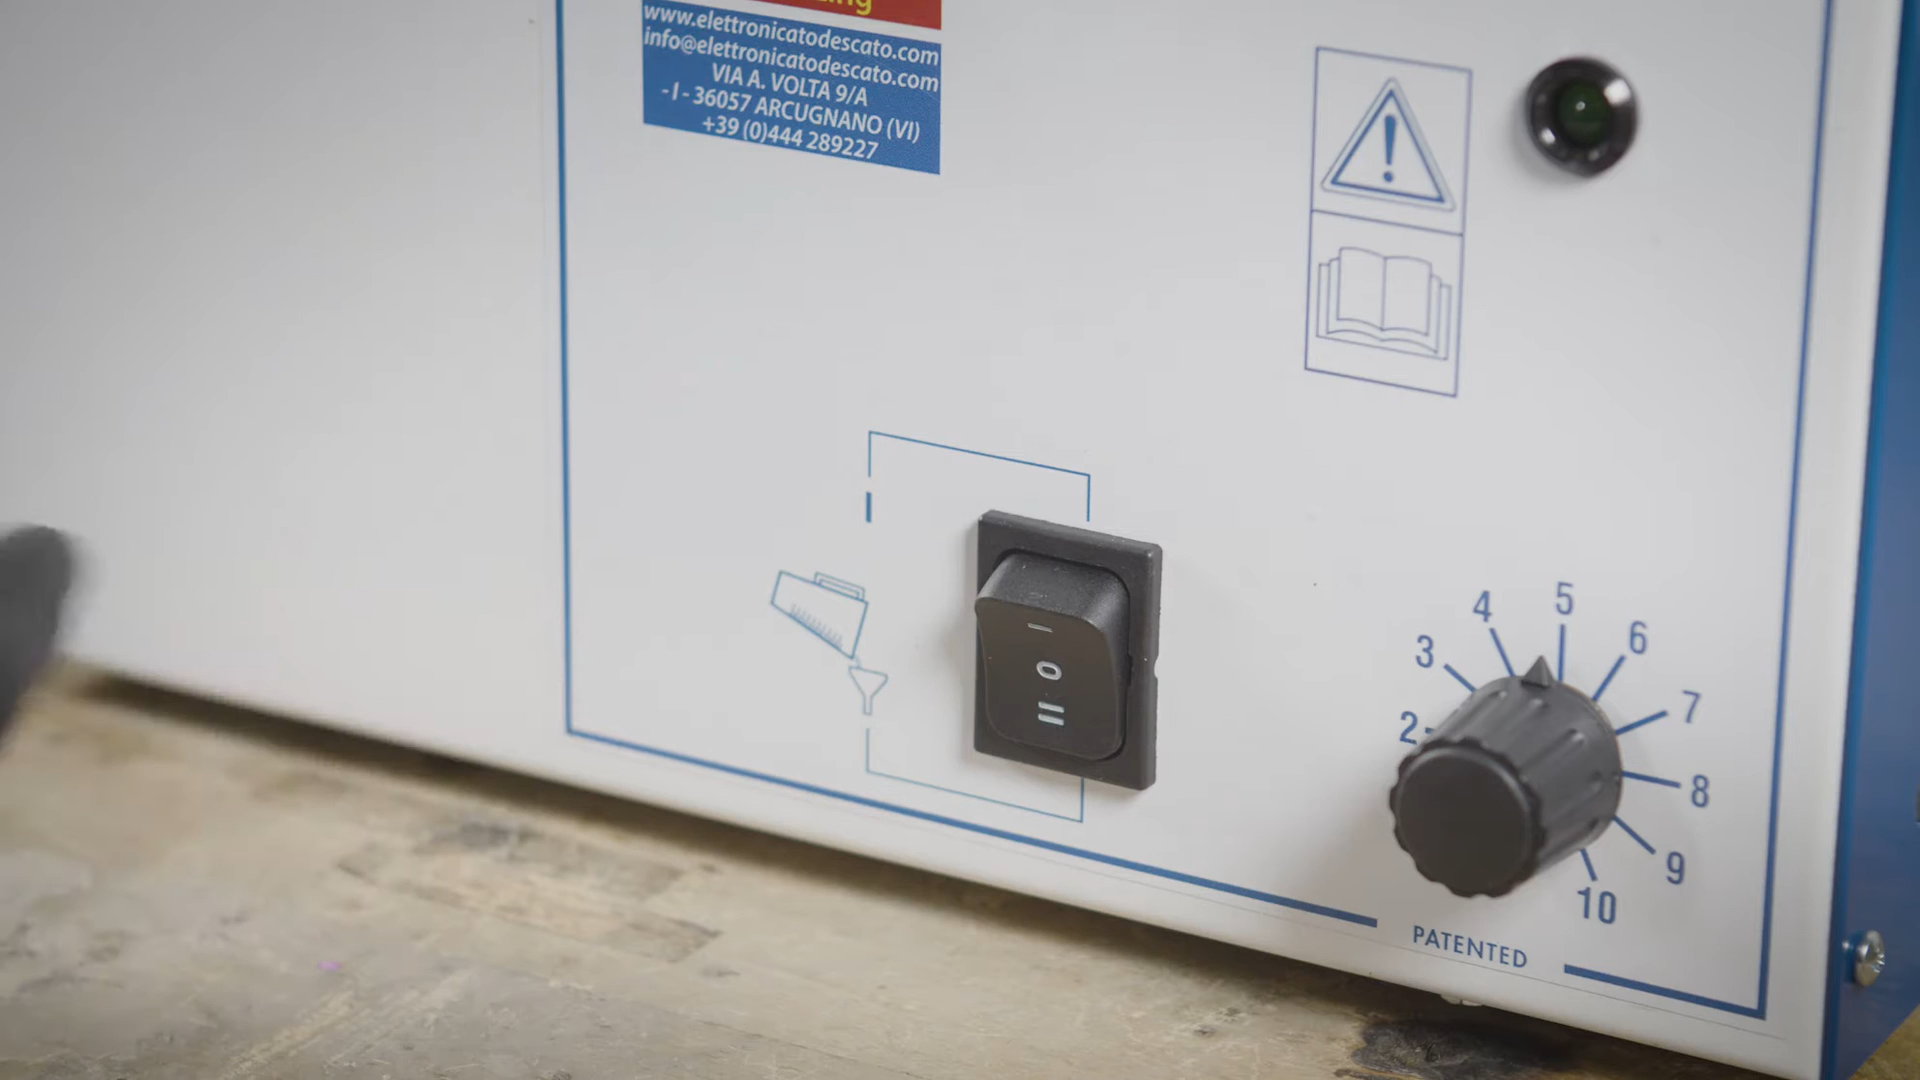 www.elettronicatodescato.com
info@elettronicatodescato.com
VIA A. VOLTA 9/A
- I - 36057 ARCUGNANO (VI)
+39 (0)444 289227
I
I
O
II
2
3
4
5
6
7
8
9
10
PATENTED